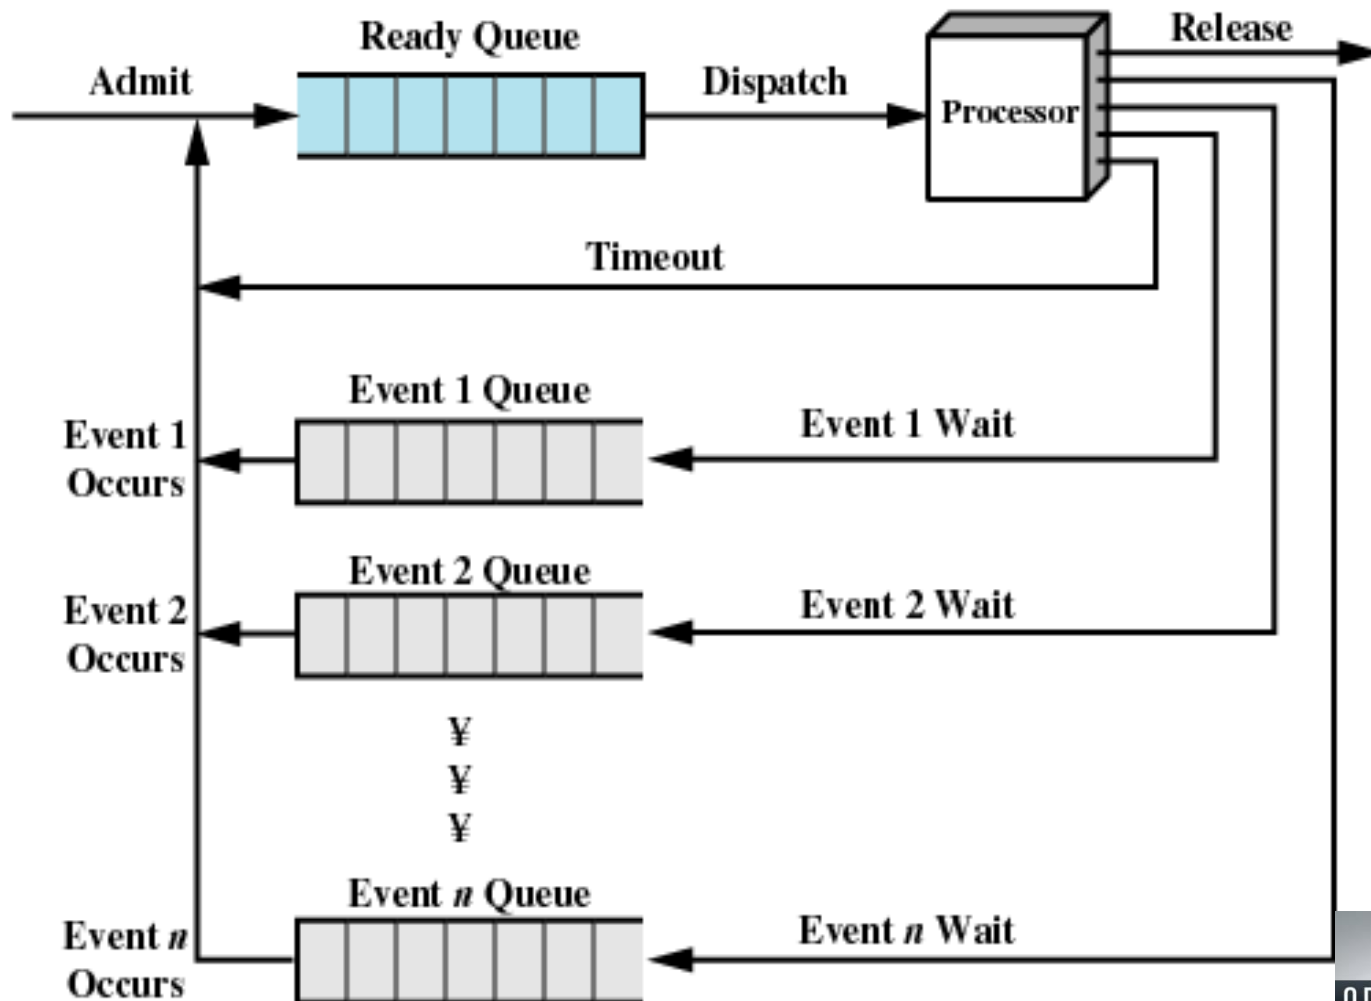 Ready Queue
Release
Admit
Dispatch
Processor
Timeout
Event 1 Queue
Event 1 Wait
Event 1
Occurs
Event 2 Queue
Event 2 Wait
Event 2
Occurs
¥
¥
¥
Event n Queue
Event n Wait
Event n
Occurs